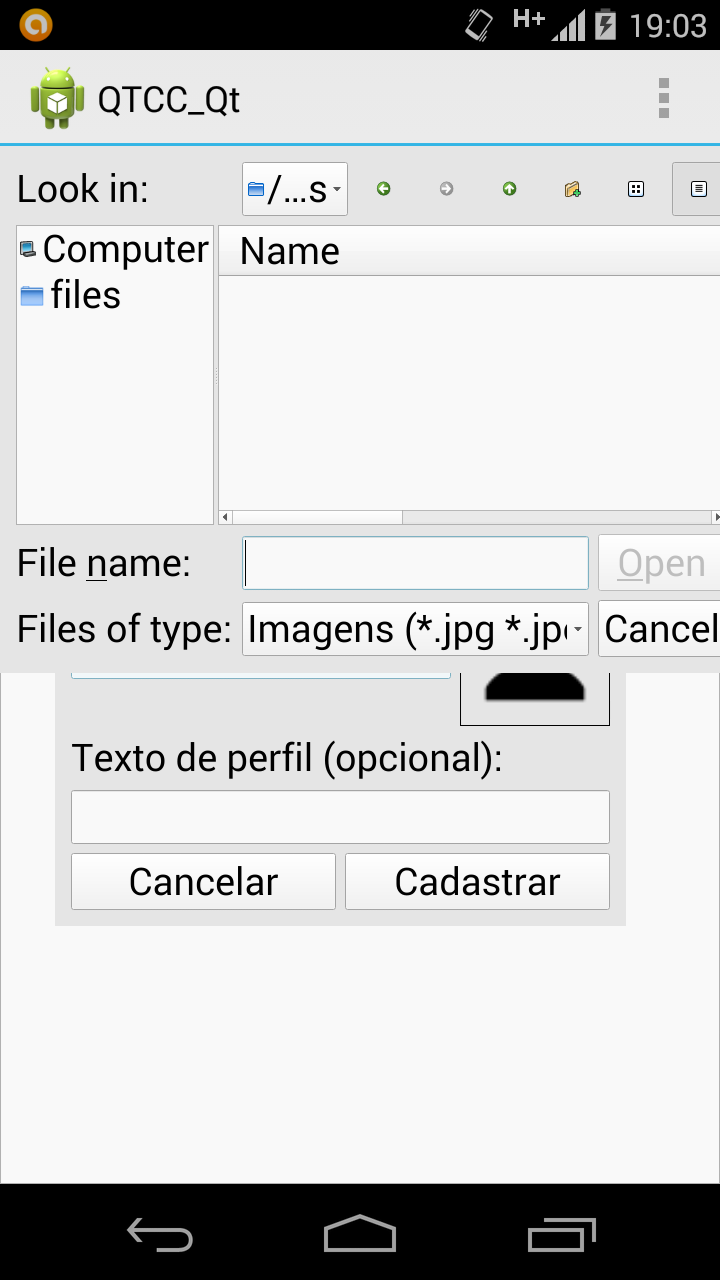 H+ 19:03
QTCC_Qt
Look in: /...s
Computer Name
files
File name: Open
Files of type: Imagens (*.jpg *.jp Cancel
Texto de perfil (opcional):
Cancelar Cadastrar